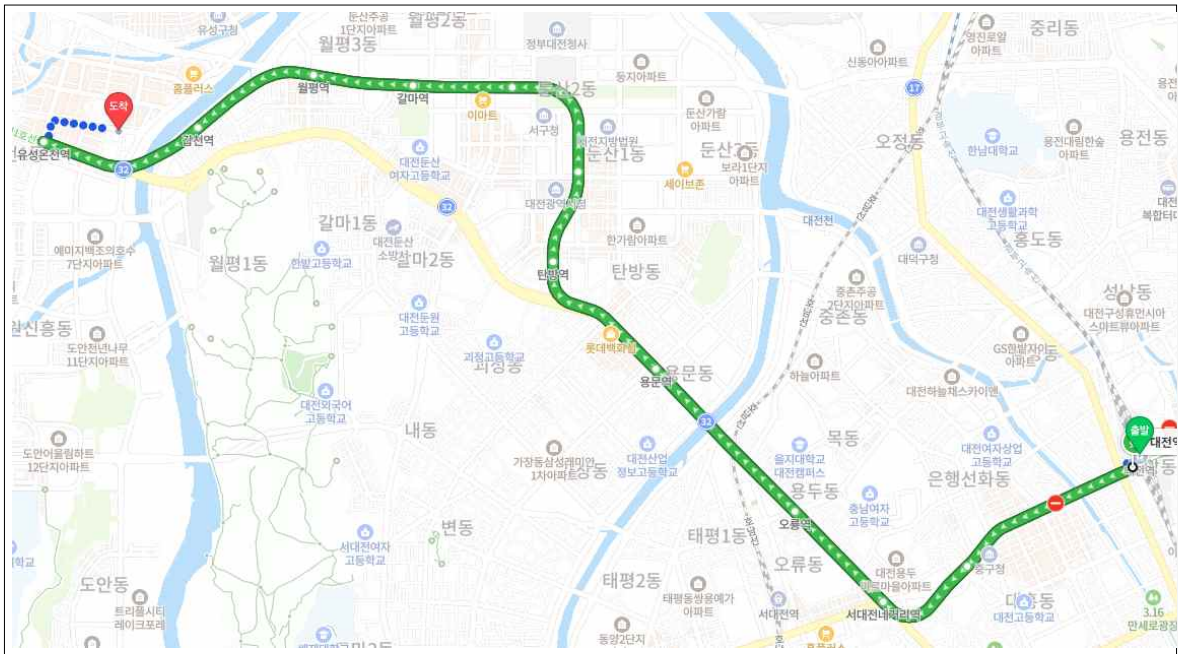 유성구청
둔산주공
1단지아파트
월평2동
월평3동
정부대전청사
둥지아파트
신동아아파트
영진로얄
아파트
중리동
17
홈플러스
월평역
갈마역
이마트
서구청
둔산2동
둔산가람
아파트
오정동
한남대학교
용전대림한숲
아파트
용전동
도착
유성온천역
갑천역
32
대전둔산
여자고등학교
대전지방법원
둔산1동
보라1단지
아파트
세이브존
대전광역시청
32
갈마1동
대전둔산
소방서
갈마2동
한가람아파트
대전천
대전생활과학
고등학교
홍도동
복합터미
예미지백조의호수
7단지아파트
월평1동
한밭고등학교
탄방역
탄방동
대덕구청
중촌주공
2단지아파트
중촌동
성남동
대전구성휴먼시아
스마트뷰아파트
원신흥동
도안천년나무
11단지아파트
대전둔원
고등학교
괴정고등학교
괴정동
롯데백화점
용문역
용문동
하늘아파트
GS한밭자이
아파트
대전하늘채스카이앤
대전외국어
고등학교
내동
32
도안어울림하트
12단지아파트
가장동삼성래미안
1차아파트
대전산업
정보고등학교
을지대학교
대전캠퍼스
목동
대전여자상업
고등학교
출발
대전역
은행선화동
용두동
충남여자
고등학교
변동
서대전여자
고등학교
오룡역
태평1동
오류동
대전용두
아파트
중구청
도안동
트리풀시티
레이크포레
태평2동
태평동쌍용예가
아파트
서대전역
서대전네거리역
대흥동
대전고등학교
3.16
만세로광장
동양2단지
홈플러스